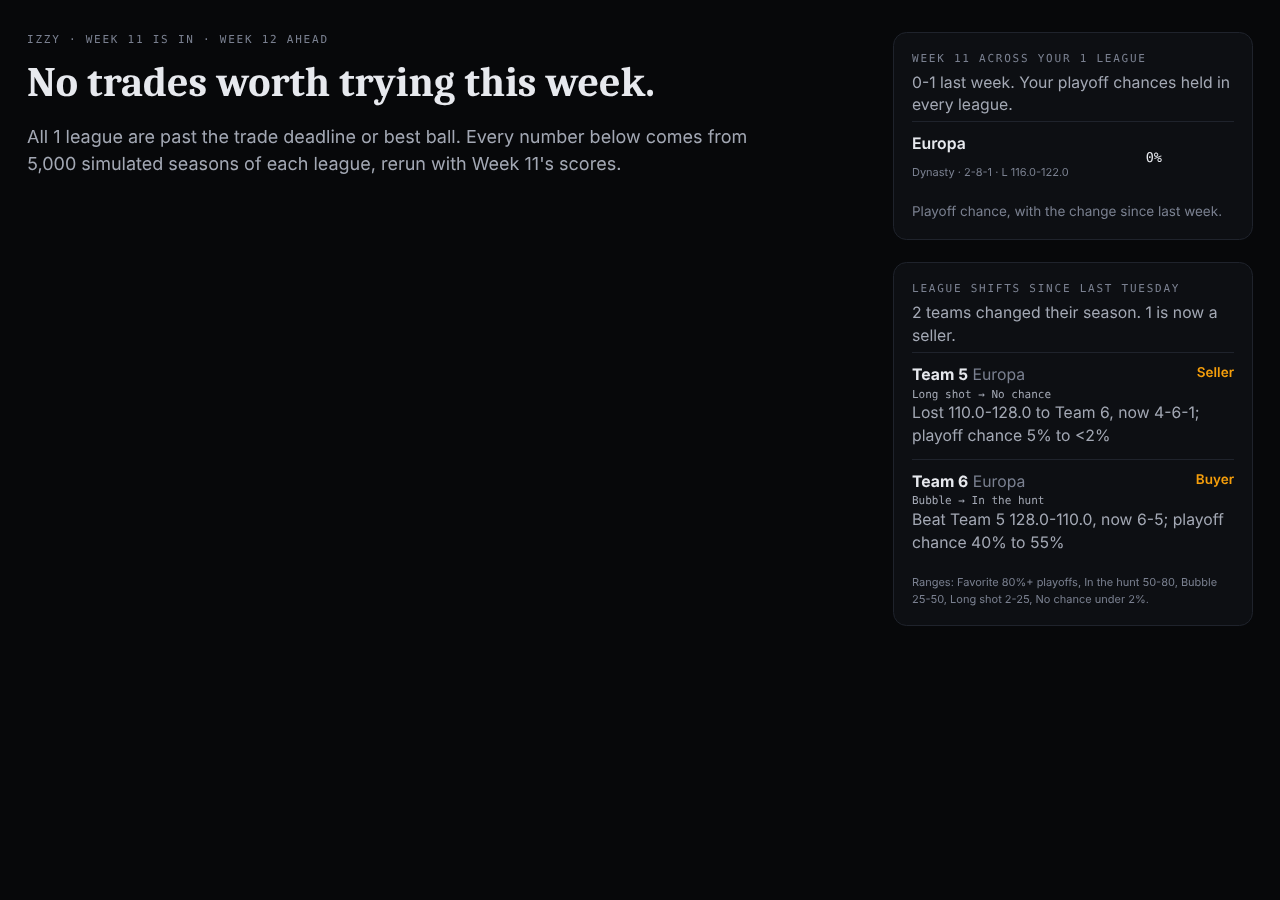 IZZY · WEEK 11 IS IN · WEEK 12 AHEAD
No trades worth trying this week.
All 1 league are past the trade deadline or best ball. Every number below comes from
5,000 simulated seasons of each league, rerun with Week 11's scores.
WEEK 11 ACROSS YOUR 1 LEAGUE
0-1 last week. Your playoff chances held in
every league.
Europa
0%
Dynasty · 2-8-1 · L 116.0-122.0
Playoff chance, with the change since last week.
LEAGUE SHIFTS SINCE LAST TUESDAY
2 teams changed their season. 1 is now a
seller.
Team 5 Europa
Seller
Long shot → No chance
Lost 110.0-128.0 to Team 6, now 4-6-1;
playoff chance 5% to <2%
Team 6 Europa
Buyer
Bubble → In the hunt
Beat Team 5 128.0-110.0, now 6-5; playoff
chance 40% to 55%
Ranges: Favorite 80%+ playoffs, In the hunt 50-80, Bubble
25-50, Long shot 2-25, No chance under 2%.